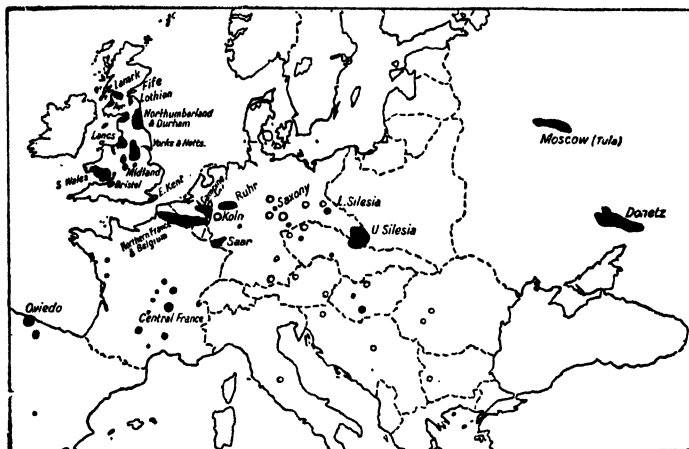 Lanark
Fife
Ayr
Lothian
Northumberland
& Durham
Lancs
Yorks & Notts.
S Wales
Midland
Bristol
E. Kent
Ruhr
Koln
Saar
Northern France
& Belgium
Saxony
L. Silesia
U Silesia
Moscow (Tula)
Donetz
Oviedo
Central France